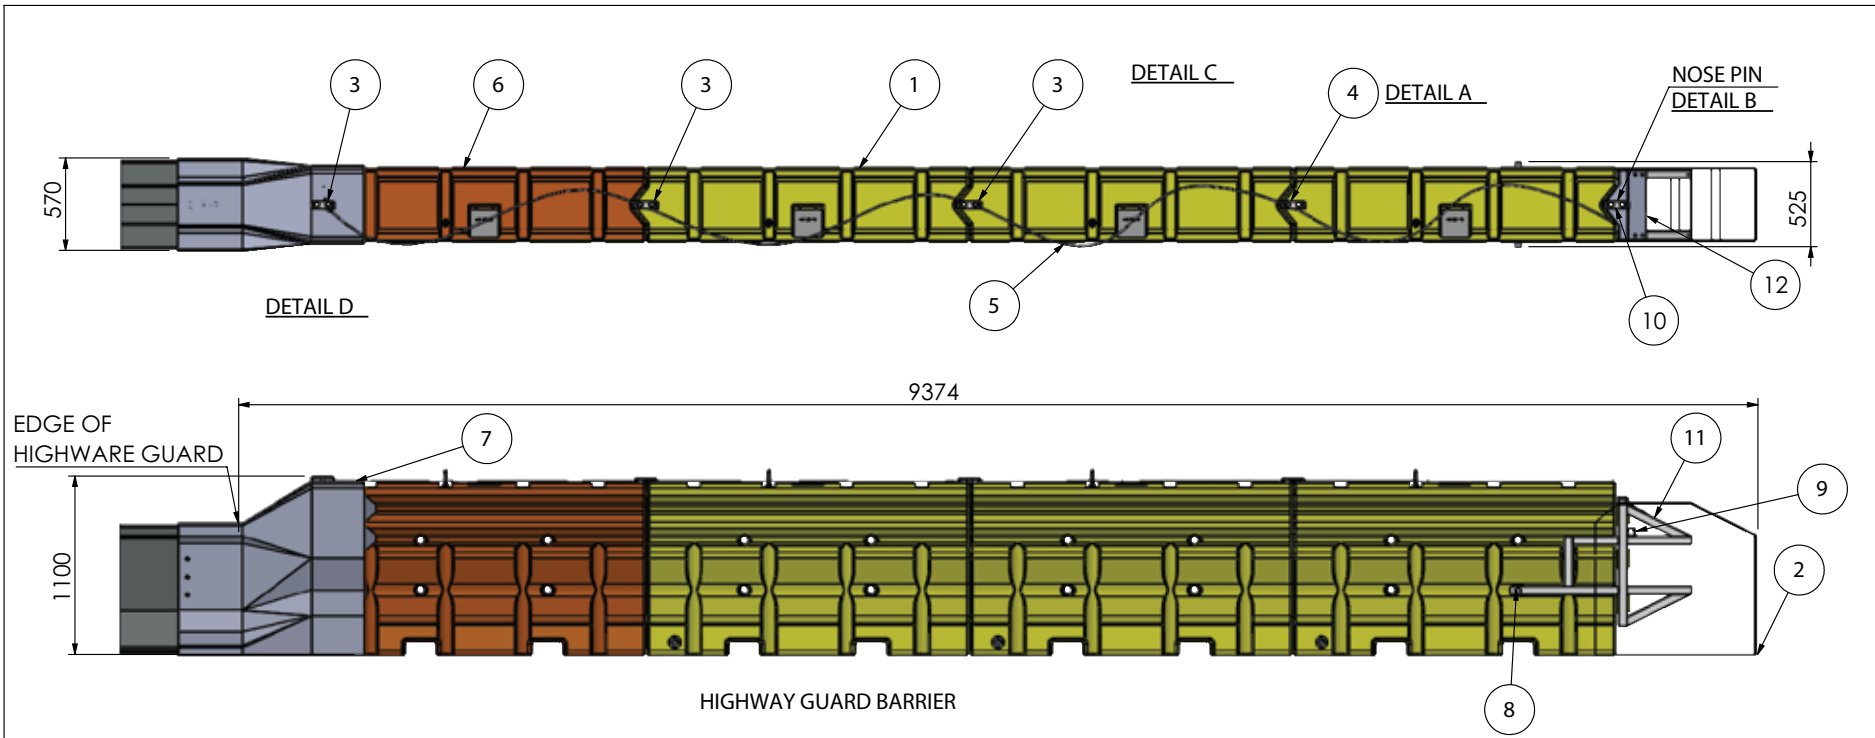 DETAIL C
NOSE PIN
3
6
3
1
3
4
DETAIL A
DETAIL B
570
525
5
12
10
DETAIL D
9374
EDGE OF
HIGHWARE GUARD
7
11
9
1100
2
8
HIGHWAY GUARD BARRIER